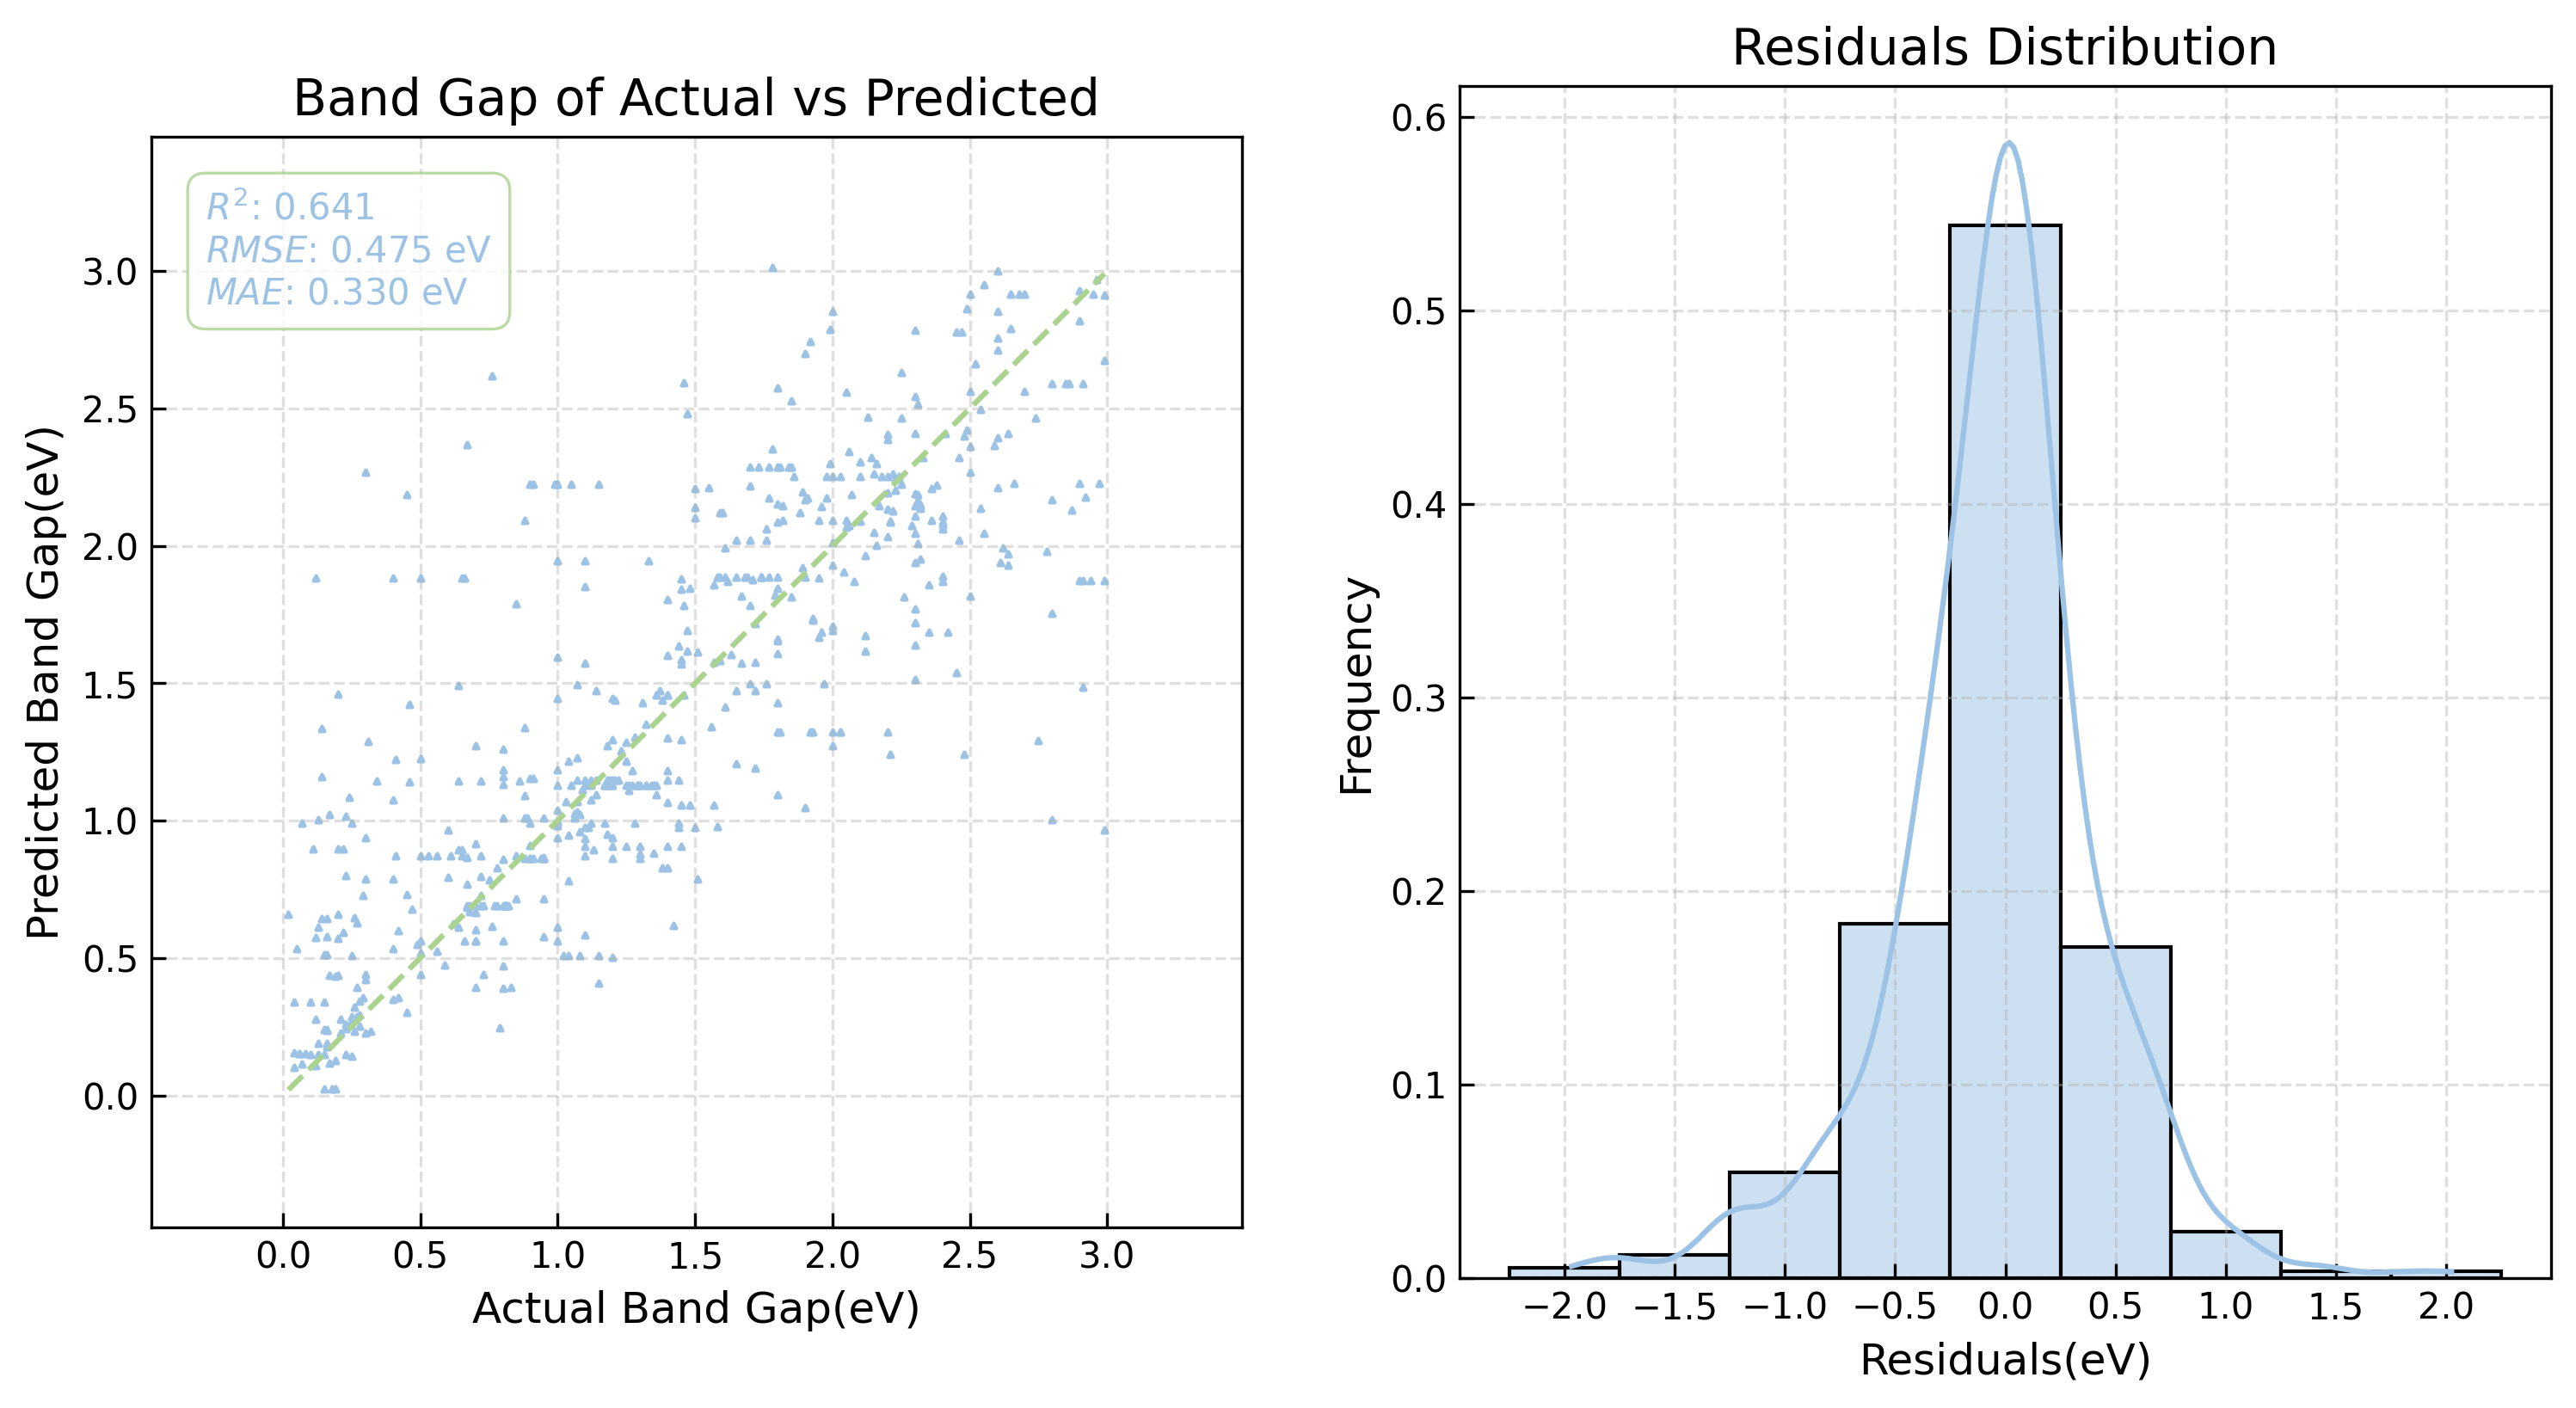 Band Gap of Actual vs Predicted
R²: 0.641
RMSE: 0.475 eV
MAE: 0.330 eV
Predicted Band Gap(eV)
3.0
2.5
2.0
1.5
1.0
0.5
0.0
0.0 0.5 1.0 1.5 2.0 2.5 3.0
Actual Band Gap(eV)
Residuals Distribution
Frequency
0.6
0.5
0.4
0.3
0.2
0.1
0.0
−2.0 −1.5 −1.0 −0.5 0.0 0.5 1.0 1.5 2.0
Residuals(eV)